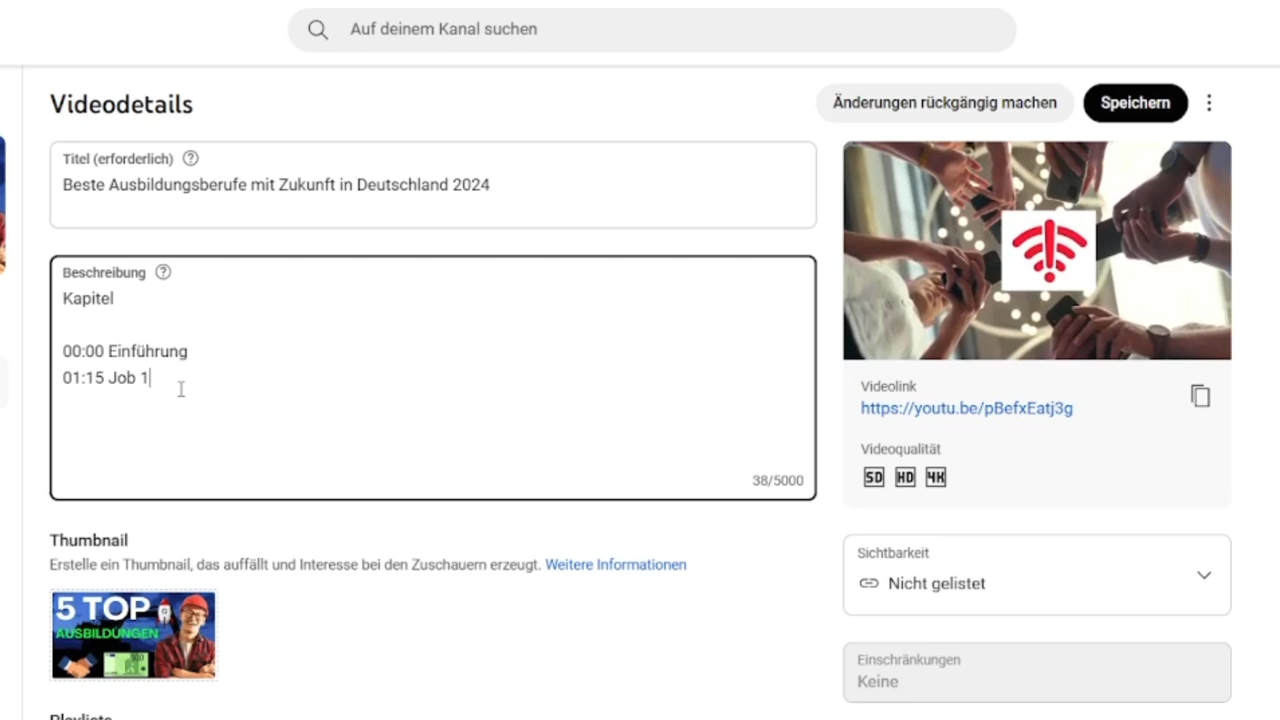 Auf deinem Kanal suchen
Videodetails
Änderungen rückgängig machen
Speichern
Titel (erforderlich)
Beste Ausbildungsberufe mit Zukunft in Deutschland 2024
Beschreibung
Kapitel
00:00 Einführung
01:15 Job 1
38/5000
Videolink
https://youtu.be/pBefxEatj3g
Videoqualität
SD HD 4K
Thumbnail
Erstelle ein Thumbnail, das auffällt und Interesse bei den Zuschauern erzeugt. Weitere Informationen
5 TOP
AUSBILDUNGEN
Sichtbarkeit
Nicht gelistet
Einschränkungen
Keine